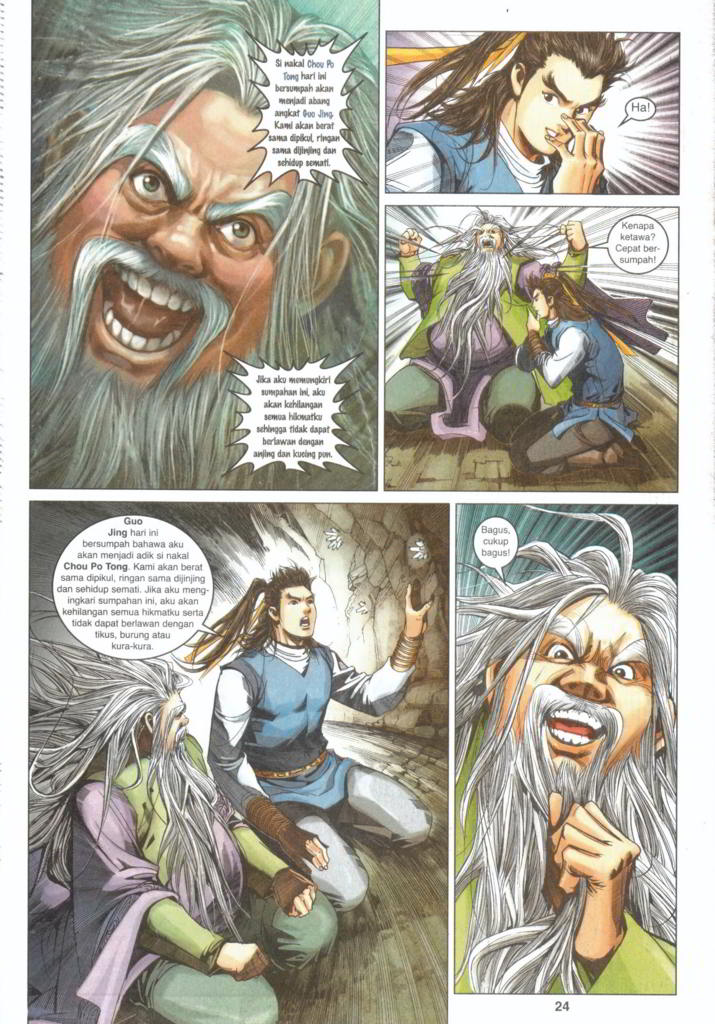 Si nakal Chou Po
Tong hari ini
bersumpah akan
menjadi abang
angkat Guo Jing.
Kami akan berat
sama dipikul, ringan
sama dijinjing dan
sehidup semati.
Jika aku memungkiri
sumpahan ini, aku
akan kehilangan
semua hikmatku
sehingga tidak dapat
berlawan dengan
anjing dan kucing pun.
Ha!
Kenapa
ketawa?
Cepat ber-
sumpah!
Guo
Jing hari ini
bersumpah bahawa aku
akan menjadi adik si nakal
Chou Po Tong. Kami akan berat
sama dipikul, ringan sama dijinjing
dan sehidup semati. Jika aku meng-
ingkari sumpahan ini, aku akan
kehilangan semua hikmatku serta
tidak dapat berlawan dengan
tikus, burung atau
kura-kura.
Bagus,
cukup
bagus!
24